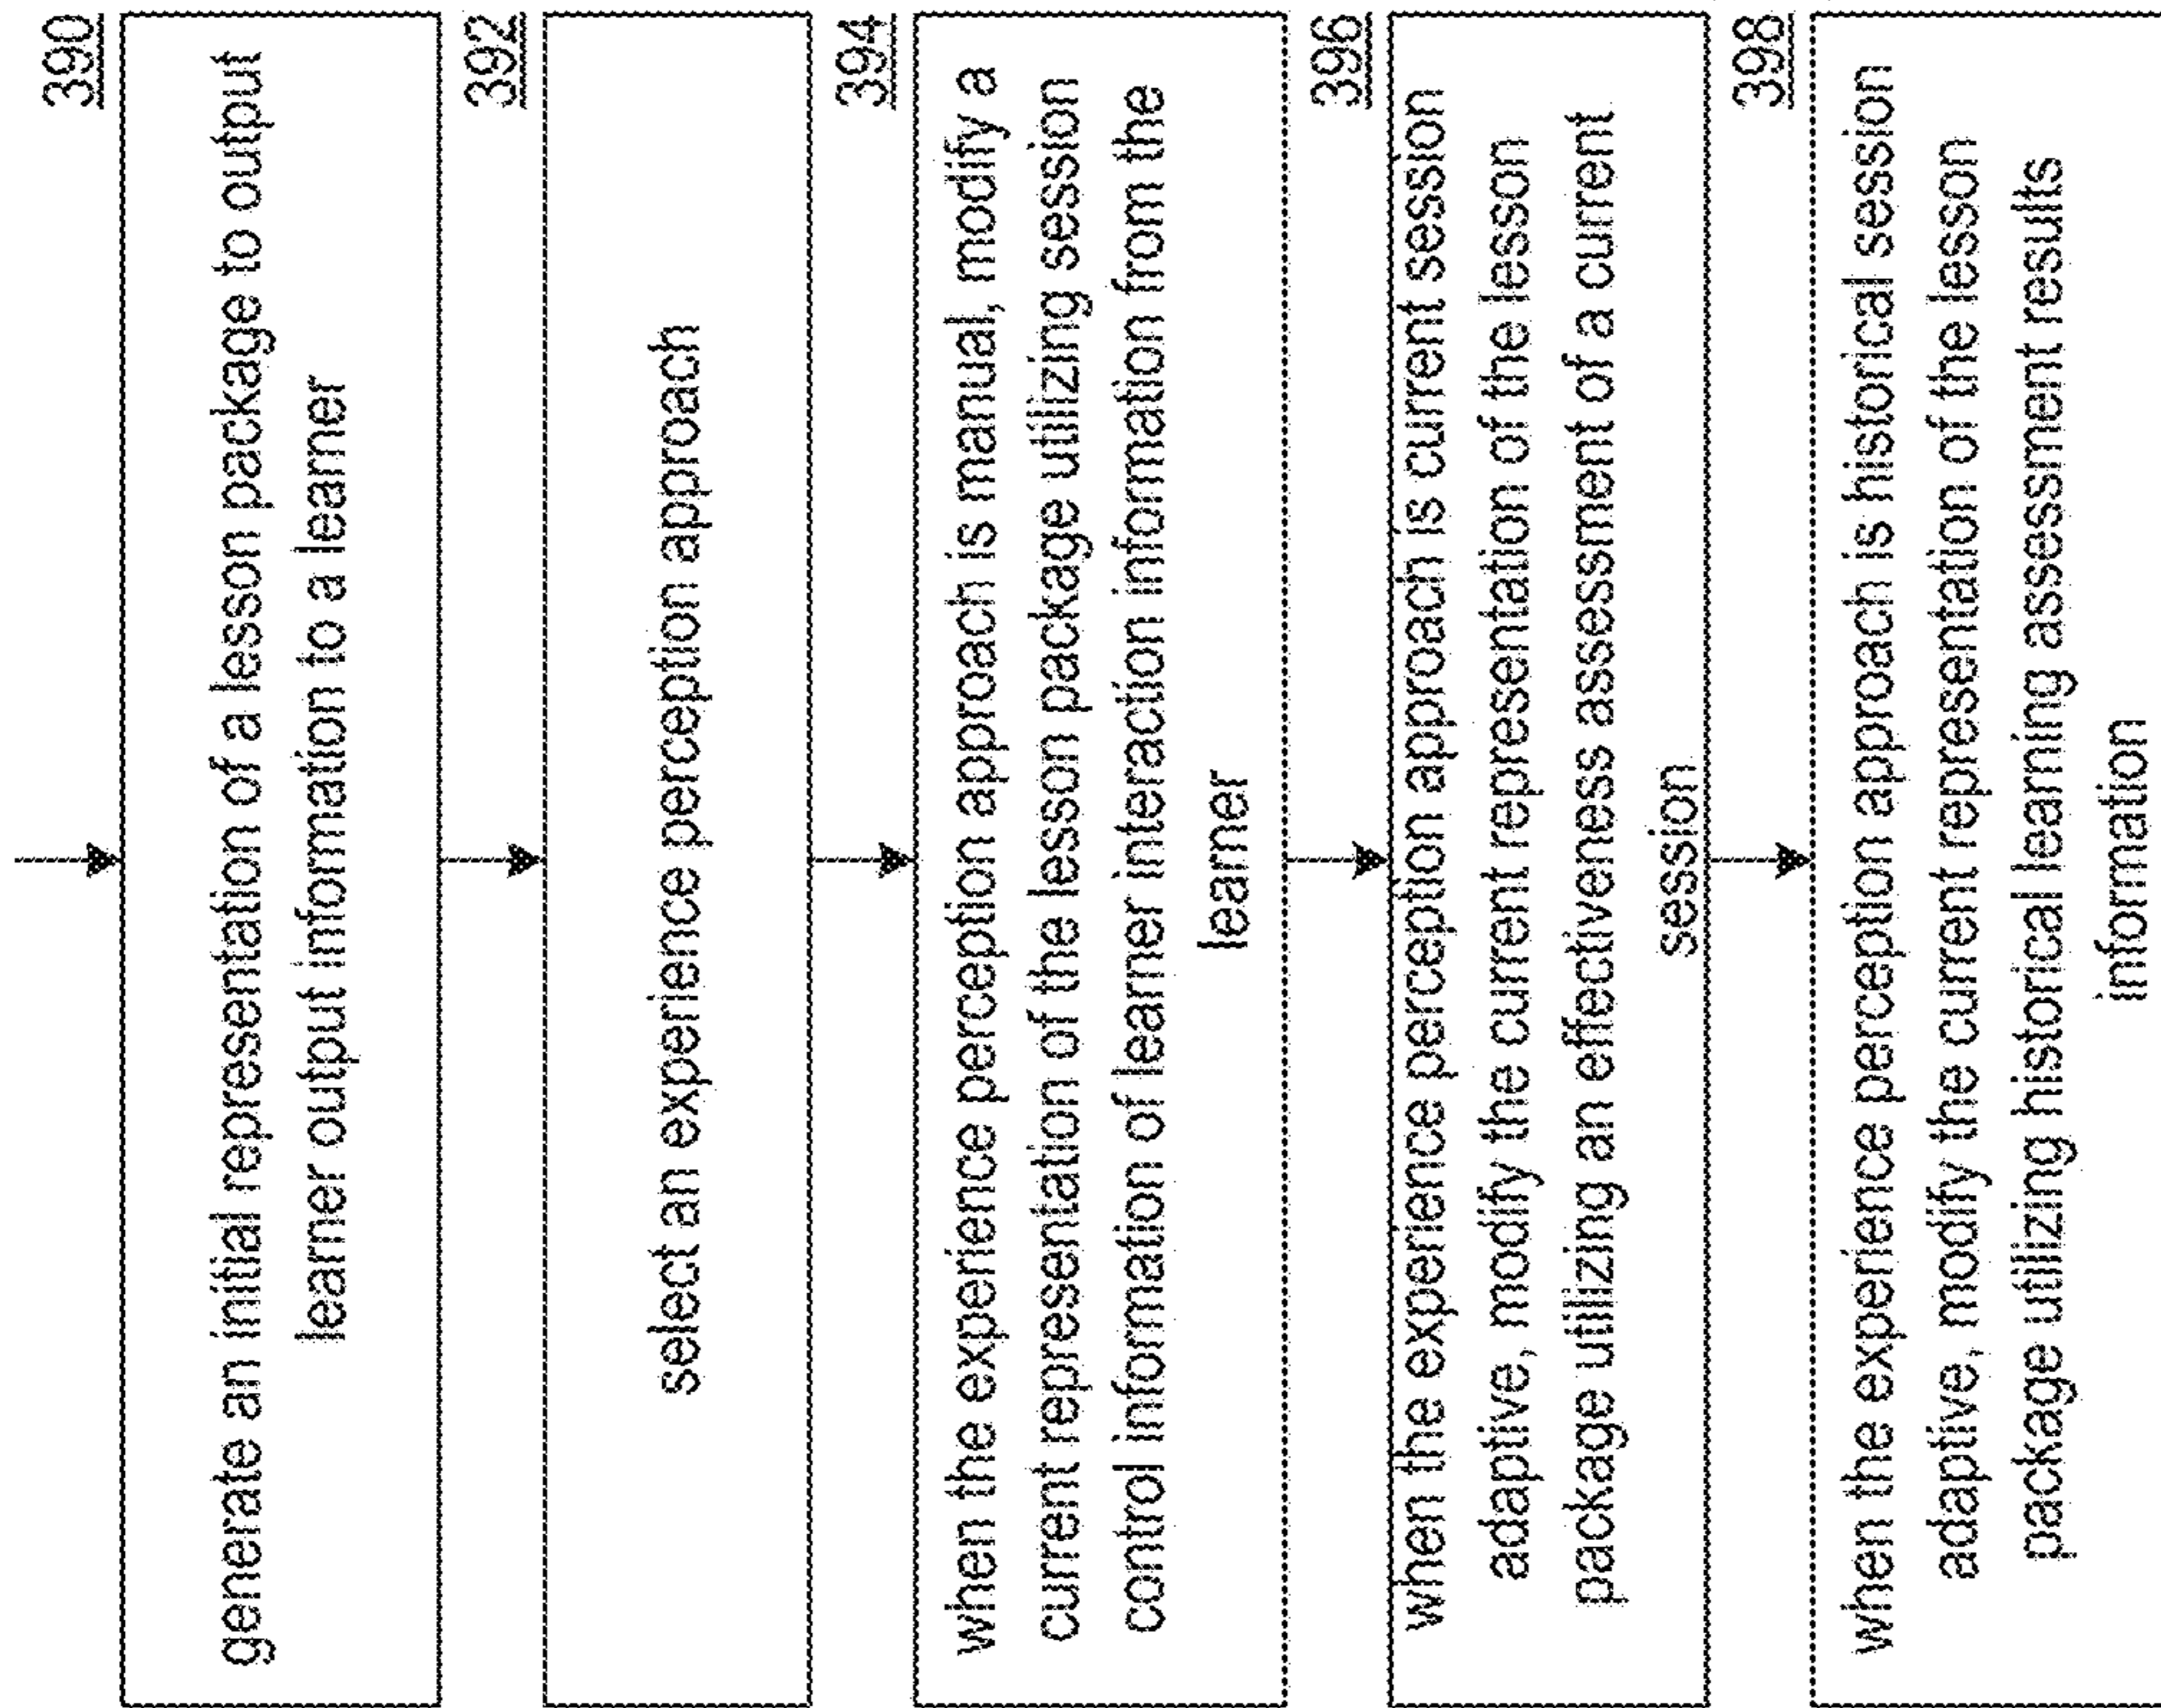 390
generate an initial representation of a lesson package to output
learner output information to a learner
392
select an experience perception approach
394
when the experience perception approach is manual, modify a
current representation of the lesson package utilizing session
control information of learner interaction information from the
learner
396
when the experience perception approach is current session
adaptive, modify the current representation of the lesson
package utilizing an effectiveness assessment of a current
session
398
when the experience perception approach is historical session
adaptive, modify the current representation of the lesson
package utilizing historical learning assessment results
information